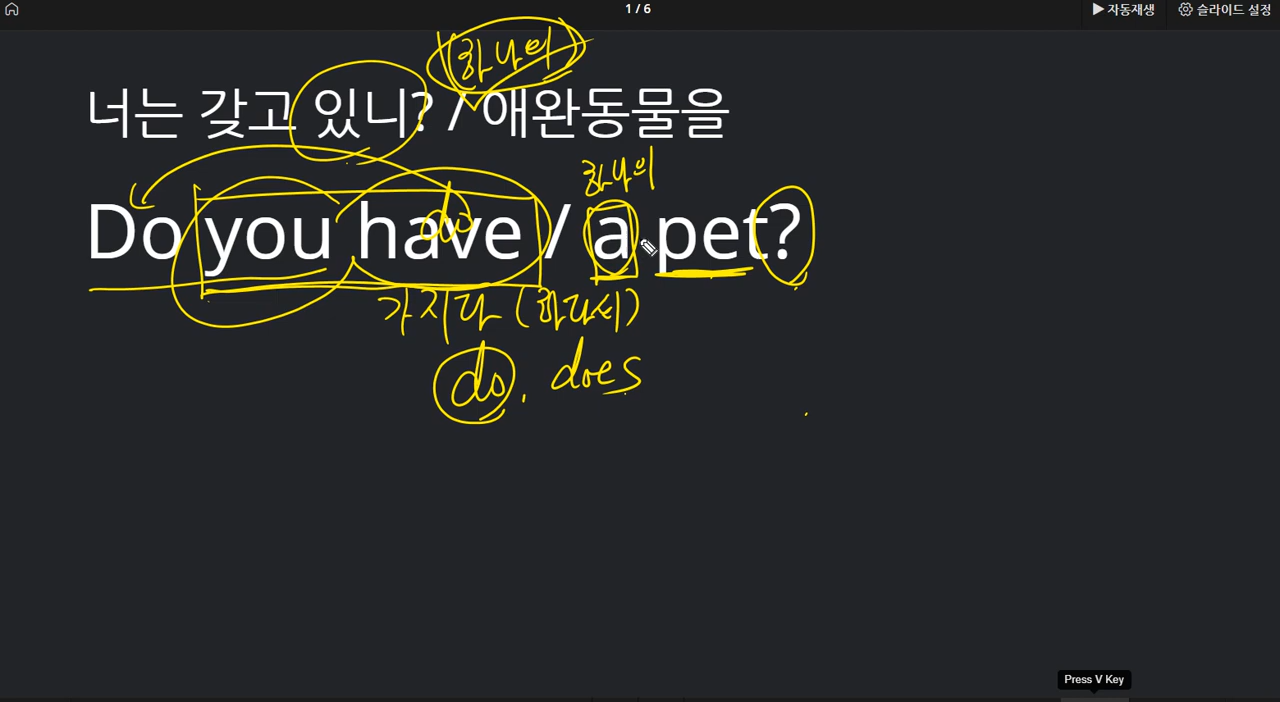 1 / 6
자동재생
슬라이드 설정
하나의
너는 갖고 있니? / 애완동물을
하나의
Do you have / a pet?
do
가지다 (하다씨)
do, does
Press V Key